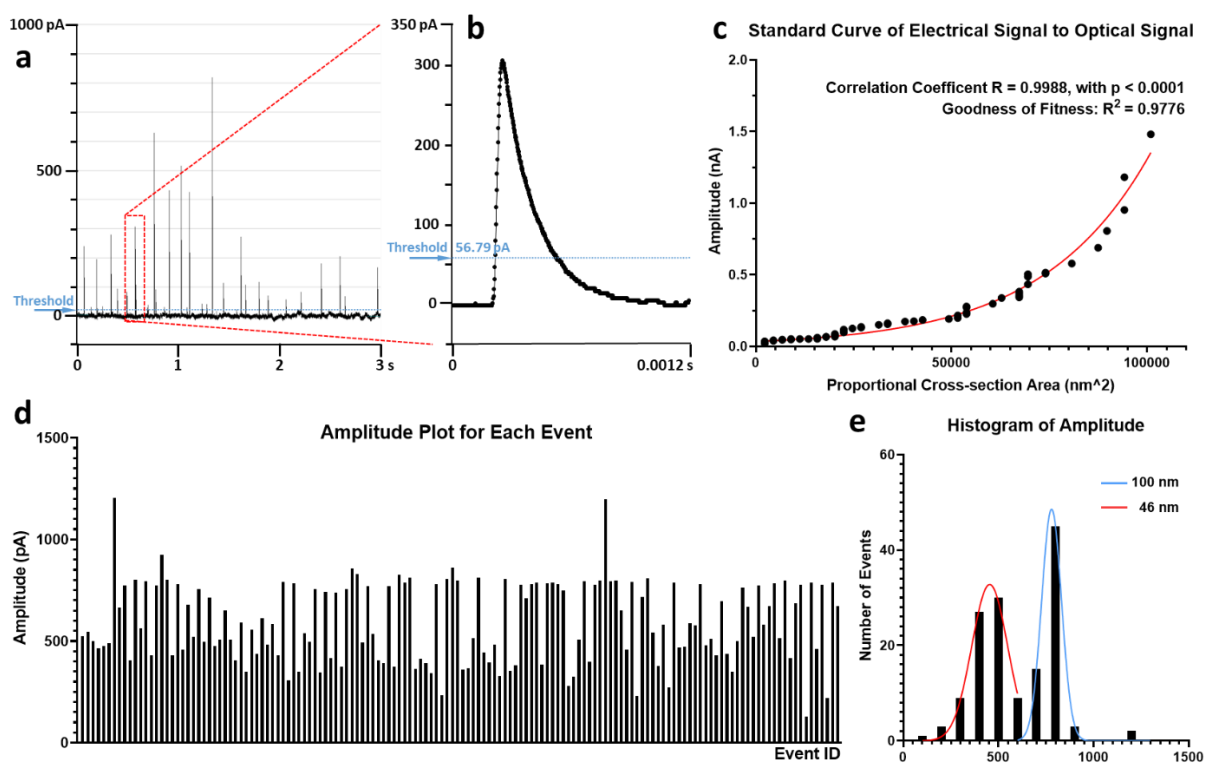 a
1000 pA
500
0
Threshold
0
1
2
3 s
b
350 pA
300
200
100
0
Threshold 56.79 pA
0
0.0012 s
c
Standard Curve of Electrical Signal to Optical Signal
Correlation Coefficent R = 0.9988, with p < 0.0001
Goodness of Fitness: R^2 = 0.9776
Amplitude (nA)
2.0
1.5
1.0
0.5
0.0
0
50000
100000
Proportional Cross-section Area (nm^2)
d
Amplitude Plot for Each Event
Amplitude (pA)
1500
1000
500
0
Event ID
e
Histogram of Amplitude
100 nm
46 nm
Number of Events
60
40
20
0
0
500
1000
1500